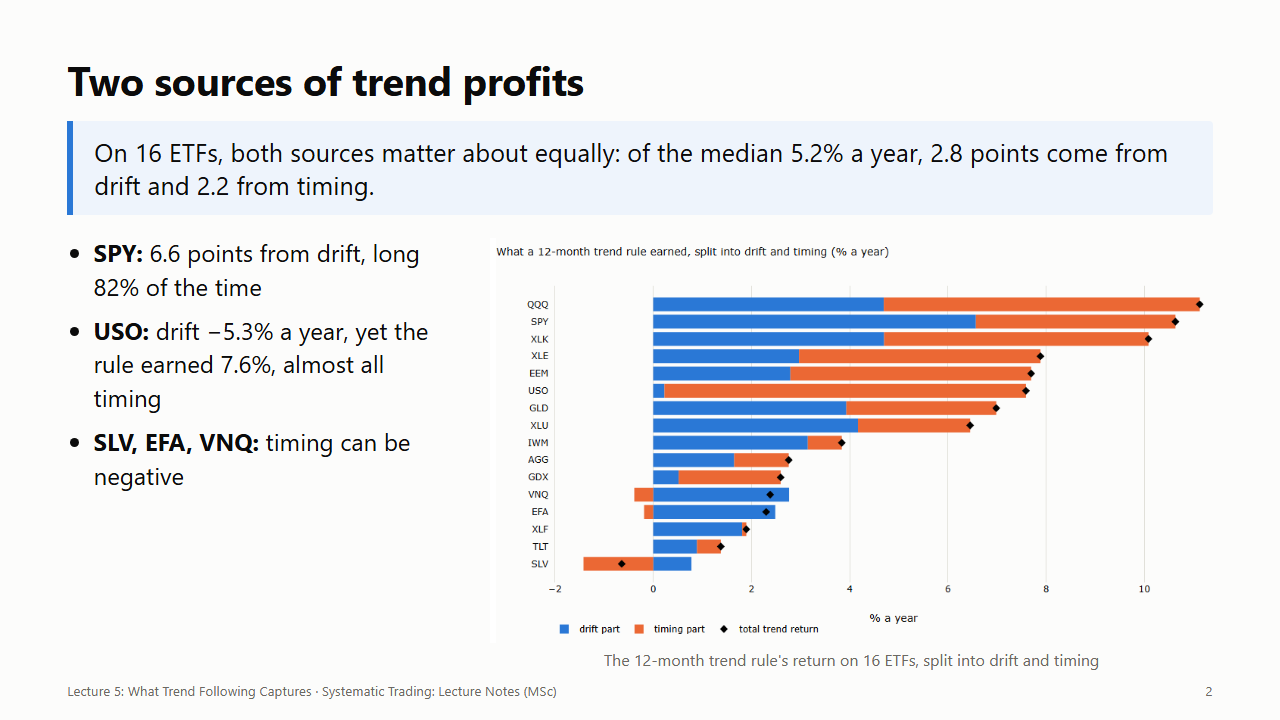 Two sources of trend profits
On 16 ETFs, both sources matter about equally: of the median 5.2% a year, 2.8 points come from
drift and 2.2 from timing.
• SPY: 6.6 points from drift, long
82% of the time
• USO: drift −5.3% a year, yet the
rule earned 7.6%, almost all
timing
• SLV, EFA, VNQ: timing can be
negative
What a 12-month trend rule earned, split into drift and timing (% a year)
QQQ
SPY
XLK
XLE
EEM
USO
GLD
XLU
IWM
AGG
GDX
VNQ
EFA
XLF
TLT
SLV
−2 0 2 4 6 8 10
% a year
drift part timing part total trend return
The 12-month trend rule's return on 16 ETFs, split into drift and timing
Lecture 5: What Trend Following Captures · Systematic Trading: Lecture Notes (MSc) 2